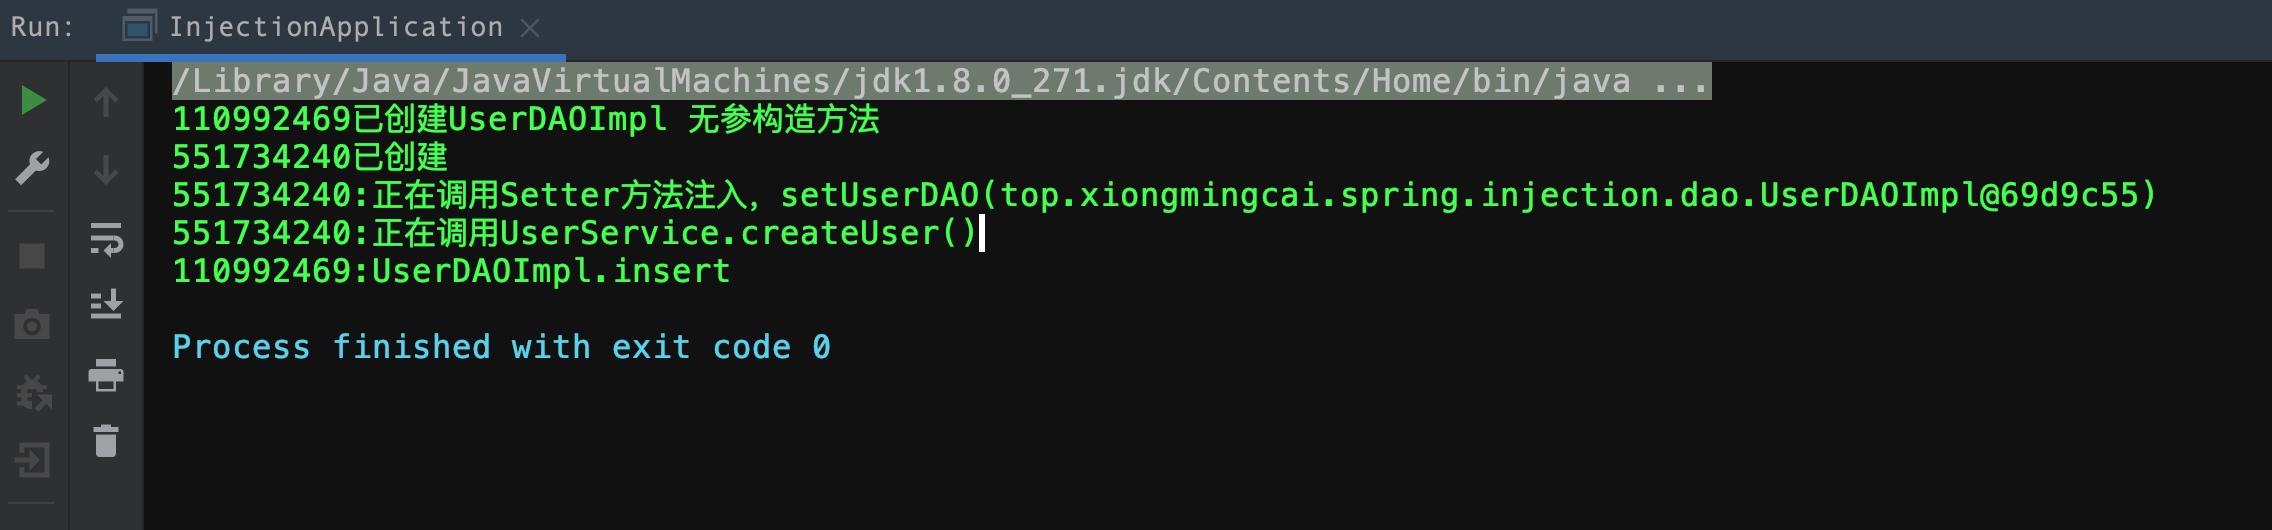 Run: InjectionApplication
/Library/Java/JavaVirtualMachines/jdk1.8.0_271.jdk/Contents/Home/bin/java ...
110992469已创建UserDAOImpl 无参构造方法
551734240已创建
551734240:正在调用Setter方法注入，setUserDAO(top.xiongmingcai.spring.injection.dao.UserDAOImpl@69d9c55)
551734240:正在调用UserService.createUser()
110992469:UserDAOImpl.insert
Process finished with exit code 0